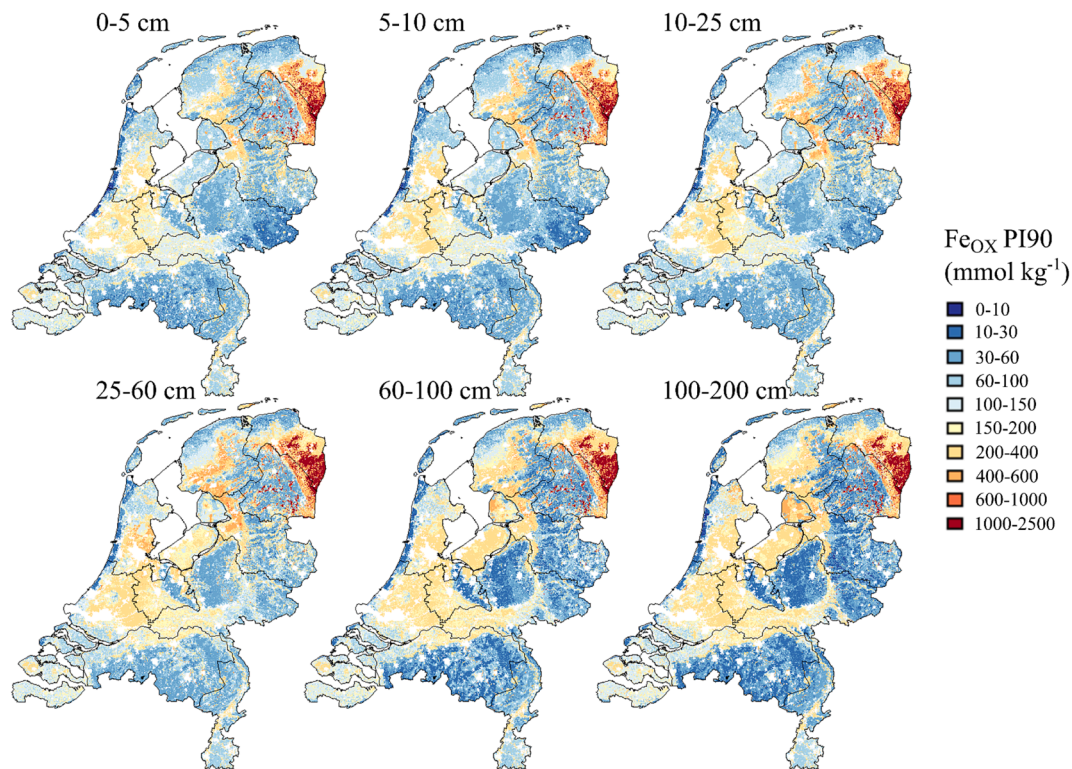 0-5 cm
5-10 cm
10-25 cm
25-60 cm
60-100 cm
100-200 cm
FeOX PI90
(mmol kg-1)
0-10
10-30
30-60
60-100
100-150
150-200
200-400
400-600
600-1000
1000-2500